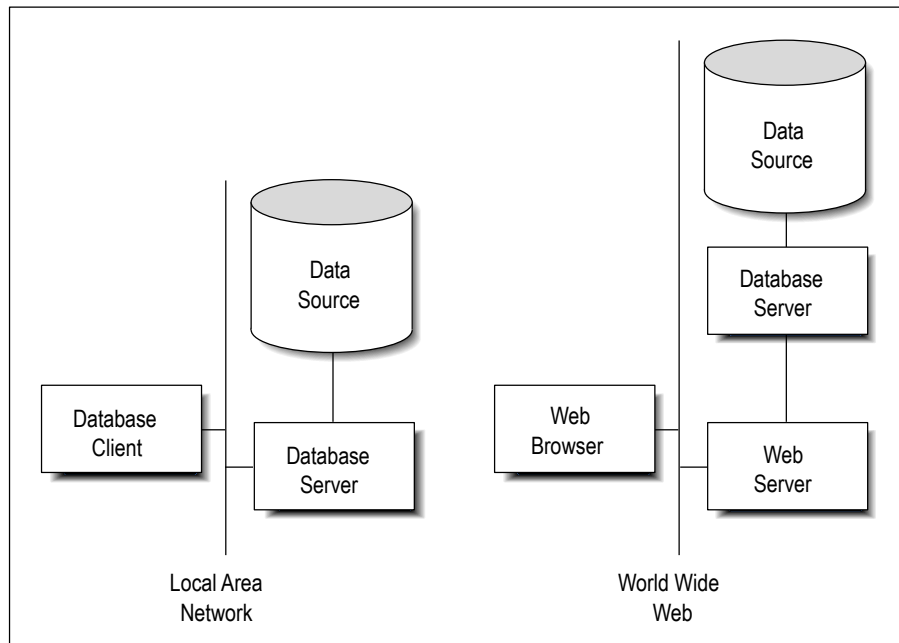 Data
Source
Database
Client
Database
Server
Local Area
Network
Data
Source
Database
Server
Web
Browser
Web
Server
World Wide
Web